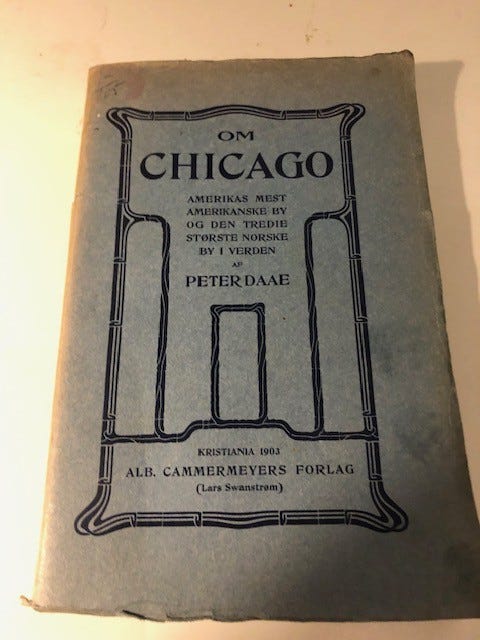 OM
CHICAGO
AMERIKAS MEST
AMERIKANSKE BY
OG DEN TREDIE
STØRSTE NORSKE
BY I VERDEN
AF
PETER DAAE
KRISTIANIA 1903
ALB. CAMMERMEYERS FORLAG
(Lars Swanstrøm)